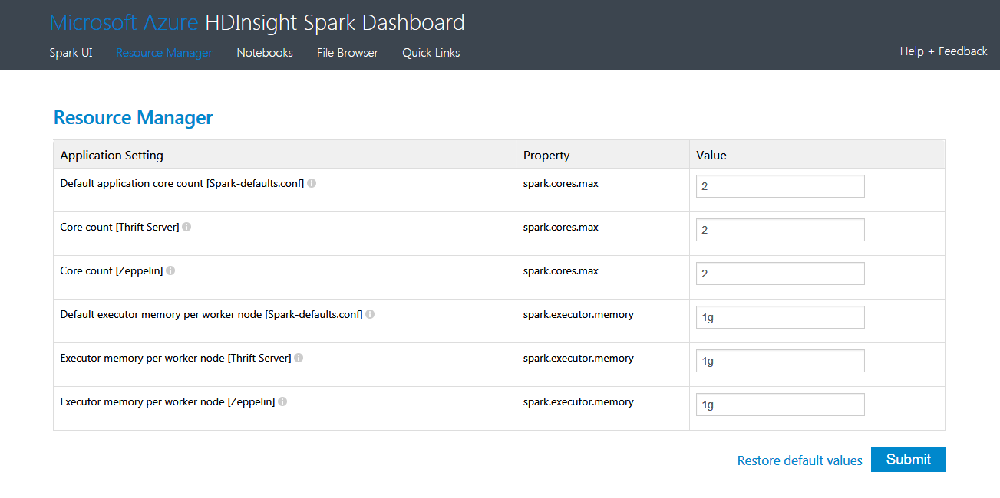 Microsoft Azure HDInsight Spark Dashboard
Spark UI Resource Manager Notebooks File Browser Quick Links Help + Feedback
Resource Manager
Application Setting Property Value
Default application core count [Spark-defaults.conf] spark.cores.max 2
Core count [Thrift Server] spark.cores.max 2
Core count [Zeppelin] spark.cores.max 2
Default executor memory per worker node [Spark-defaults.conf] spark.executor.memory 1g
Executor memory per worker node [Thrift Server] spark.executor.memory 1g
Executor memory per worker node [Zeppelin] spark.executor.memory 1g
Restore default values Submit